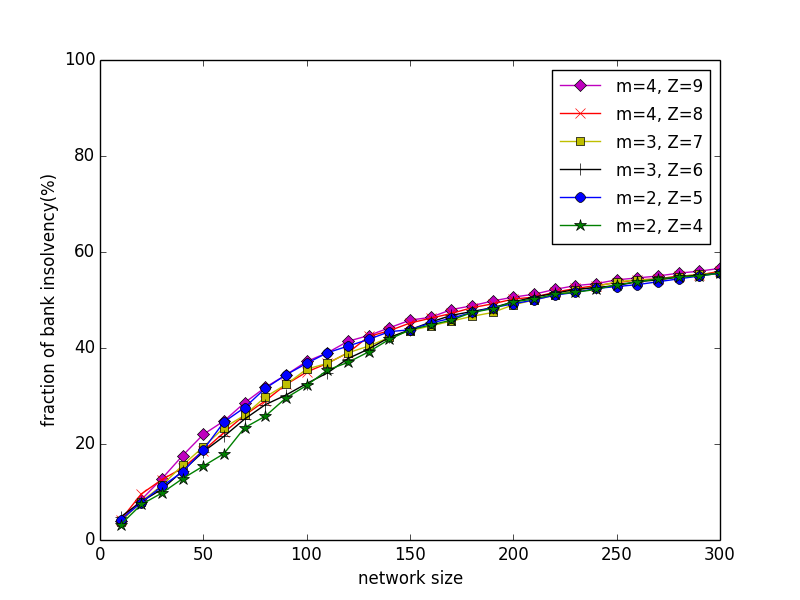 100
80
60
40
20
0
fraction of bank insolvency(%)
m=4, Z=9
m=4, Z=8
m=3, Z=7
m=3, Z=6
m=2, Z=5
m=2, Z=4
0 50 100 150 200 250 300
network size